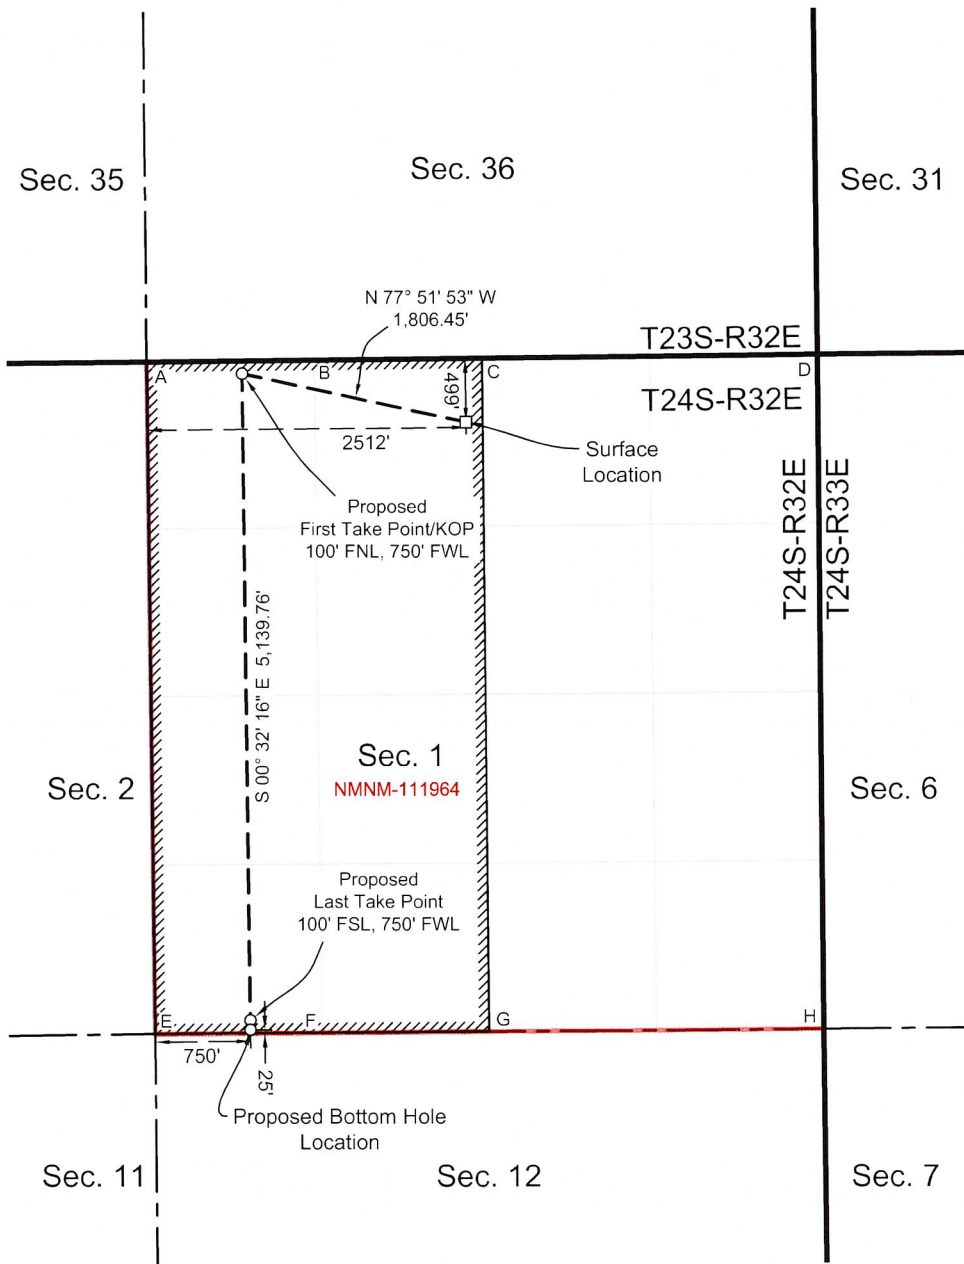 Sec. 35
Sec. 36
Sec. 31
N 77° 51' 53" W
1,806.45'
T23S-R32E
A
B
C
D
499'
T24S-R32E
2512'
Surface
Location
Proposed
First Take Point/KOP
100' FNL, 750' FWL
T24S-R32E
T24S-R33E
S 00° 32' 16" E 5,139.76'
Sec. 1
NMNM-111964
Sec. 2
Sec. 6
Proposed
Last Take Point
100' FSL, 750' FWL
E
F
G
H
750'
25'
Proposed Bottom Hole
Location
Sec. 11
Sec. 12
Sec. 7